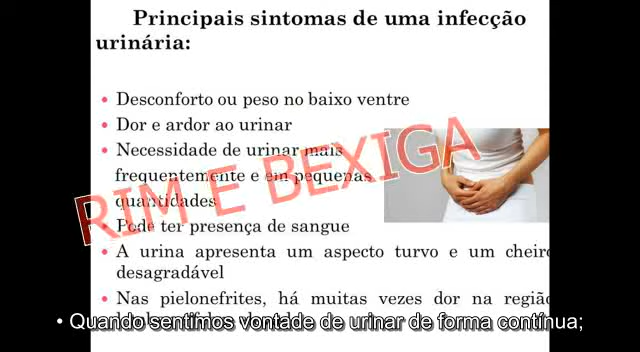 Principais sintomas de uma infecção
urinária:
• Desconforto ou peso no baixo ventre
• Dor e ardor ao urinar
• Necessidade de urinar mais
frequentemente e em pequenas
quantidades
• Pode ter presença de sangue
• A urina apresenta um aspecto turvo e um cheiro
desagradável
• Nas pielonefrites, há muitas vezes dor na região
RIM E BEXIGA
• Quando sentimos vontade de urinar de forma contínua;